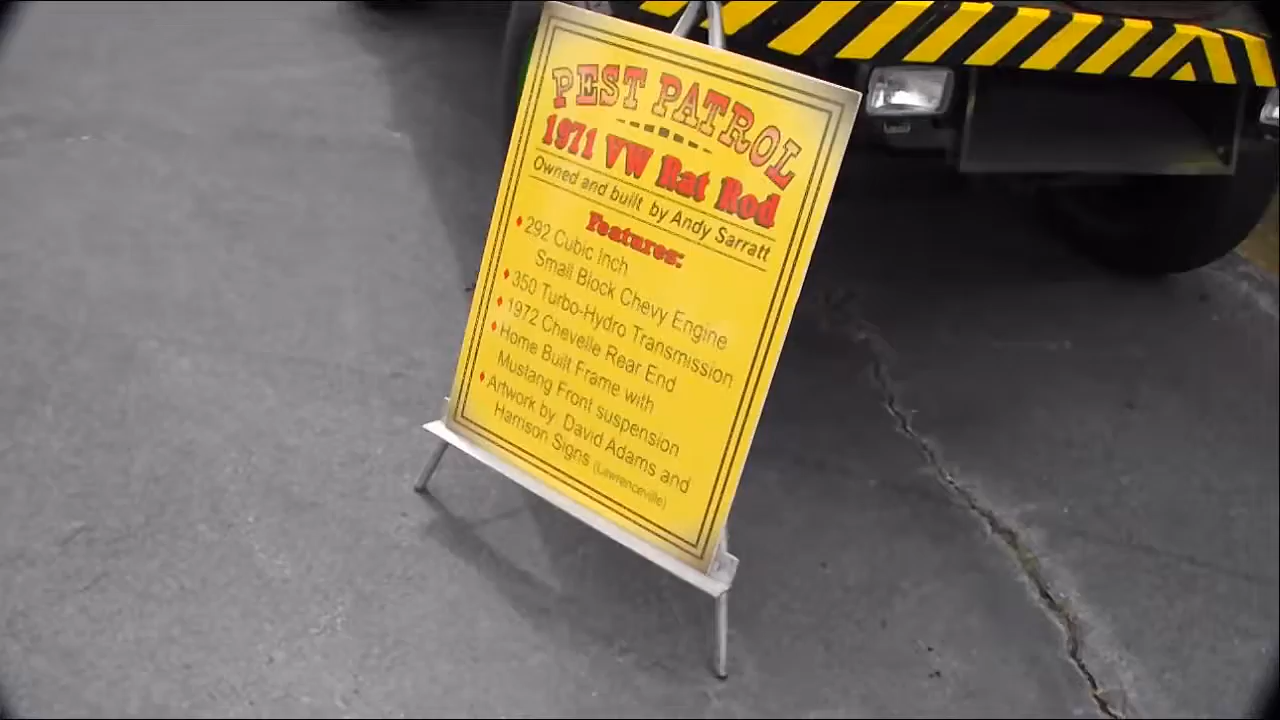 PEST PATROL
1971 VW Rat Rod
Owned and built by Andy Sarratt
Features:
292 Cubic Inch
Small Block Chevy Engine
350 Turbo-Hydro Transmission
1972 Chevelle Rear End
Home Built Frame with
Mustang Front suspension
Artwork by David Adams and
Harrison Signs (Lawrenceville)